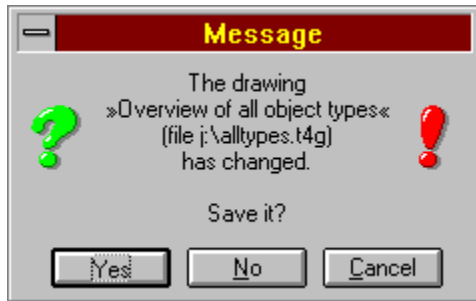 Message
The drawing
»Overview of all object types«
(file j:\alltypes.t4g)
has changed.
Save it?
Yes
No
Cancel